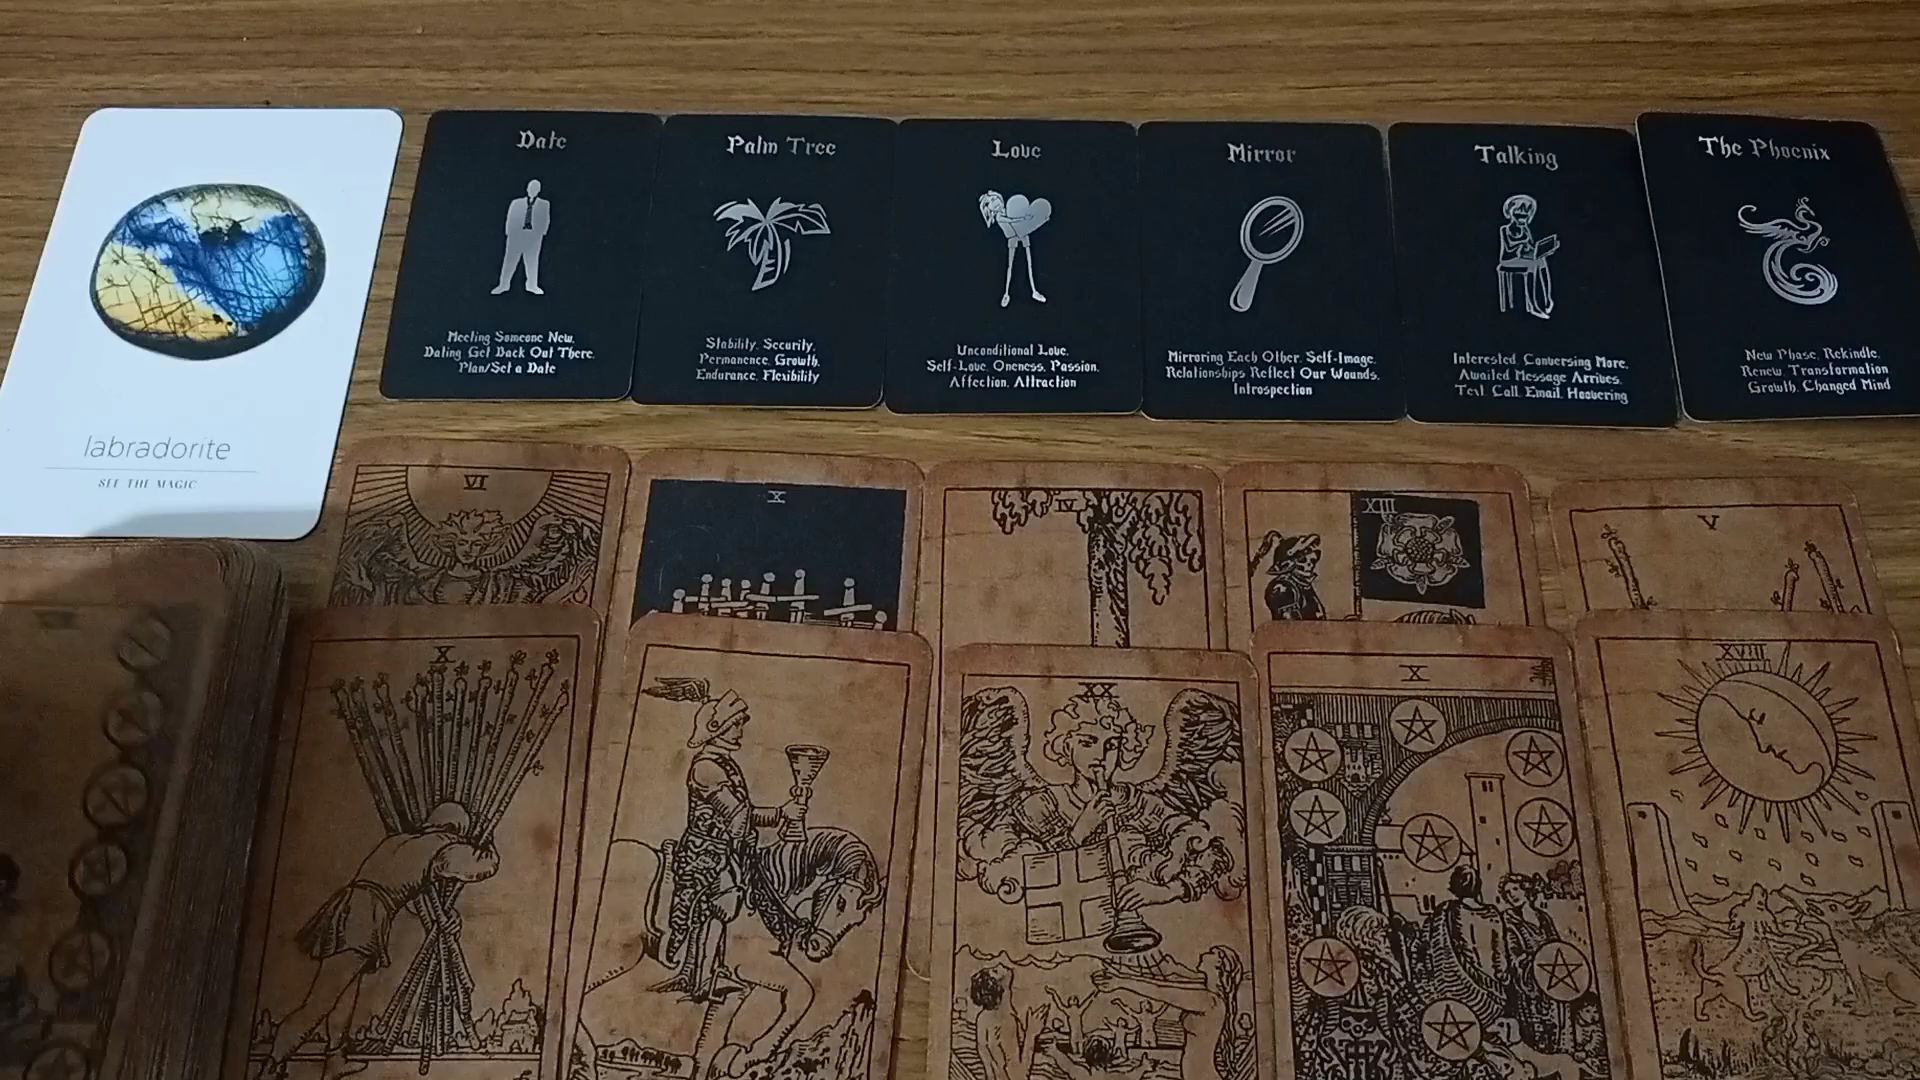 labradorite
SEE THE MAGIC
Date
Meeting Someone New,
Dating Get Back Out There,
Plan/Set a Date
Palm Tree
Stability, Security,
Permanence, Growth,
Endurance, Flexibility
Love
Unconditional Love,
Self-Love, Oneness, Passion,
Affection, Attraction
Mirror
Mirroring Each Other, Self-Image,
Relationships Reflect Our Wounds,
Introspection
Talking
Interested, Conversing More,
Awaited Message Arrives,
Text, Call, Email, Hoovering
The Phoenix
New Phase, Rekindle,
Renew, Transformation
Growth, Changed Mind
VI
X
IV
XIII
V
X
XX
X
XVIII